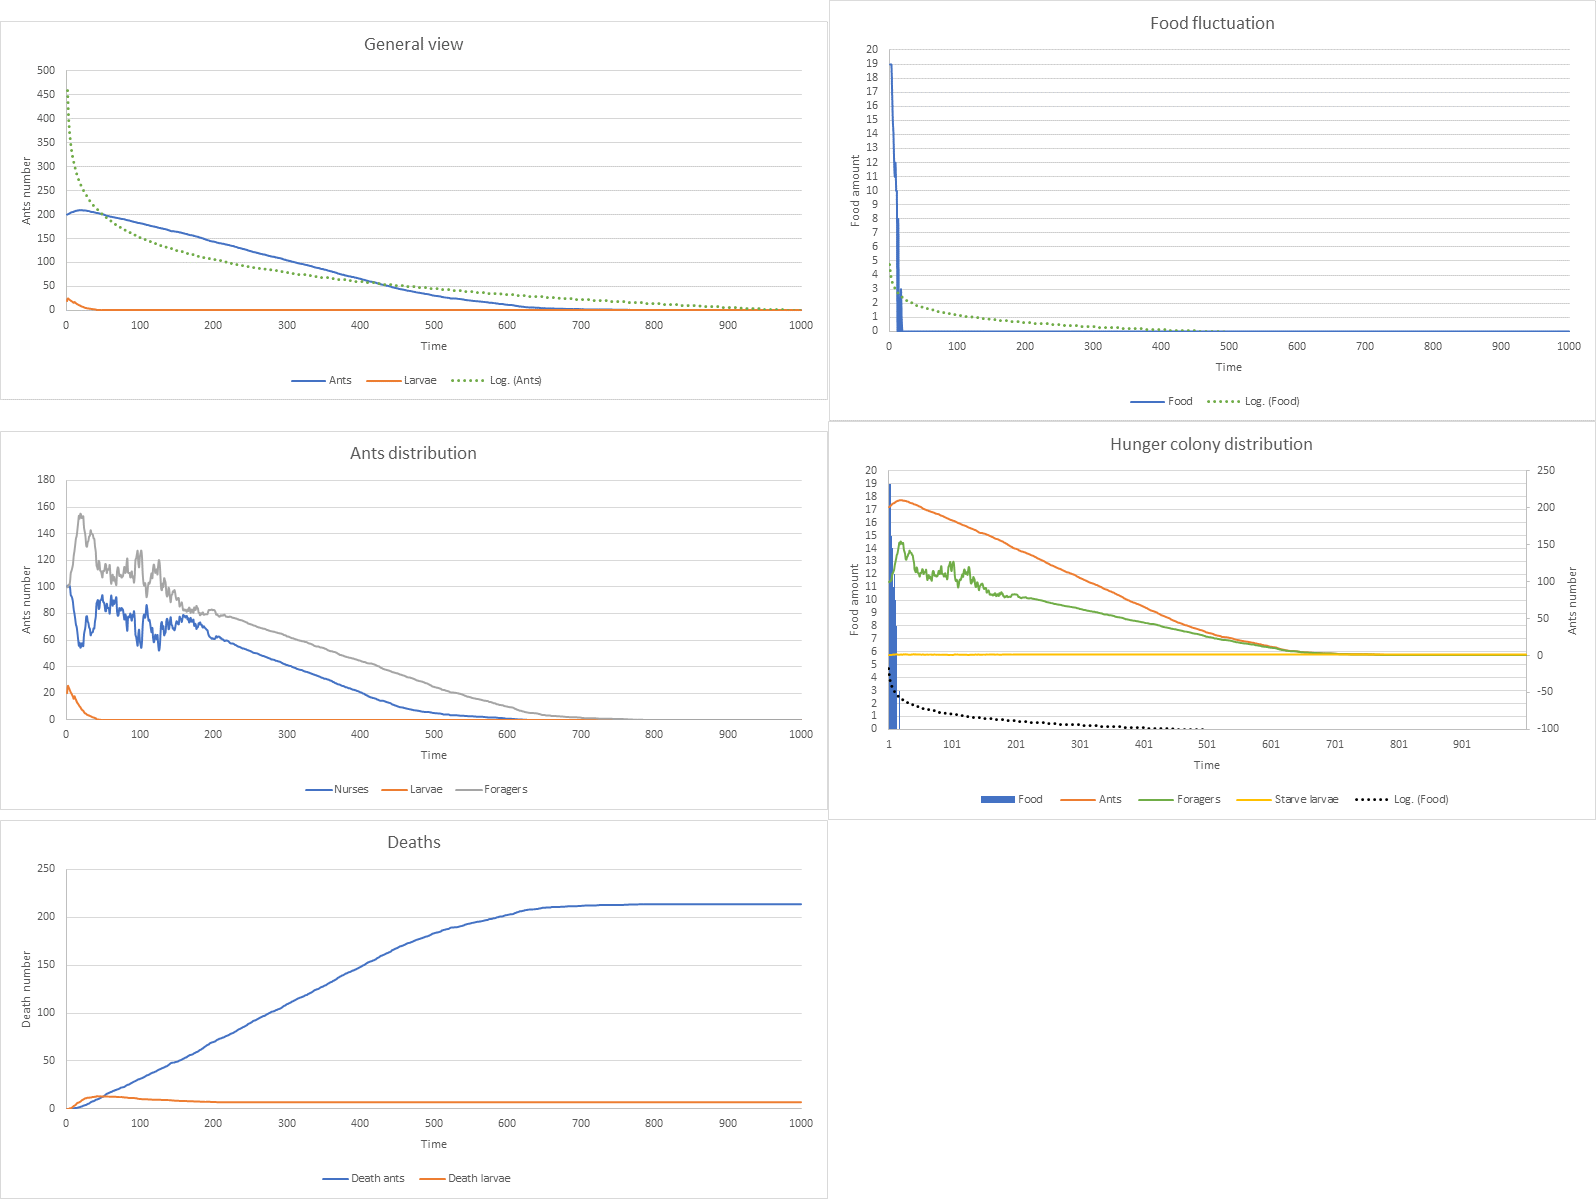 General view
500
450
400
350
300
250
200
150
100
50
0
Ants number
0 100 200 300 400 500 600 700 800 900 1000
Time
Ants Larvae Log. (Ants)
Food fluctuation
20
19
18
17
16
15
14
13
12
11
10
9
8
7
6
5
4
3
2
1
0
Food amount
0 100 200 300 400 500 600 700 800 900 1000
Time
Food Log. (Food)
Ants distribution
180
160
140
120
100
80
60
40
20
0
Ants number
0 100 200 300 400 500 600 700 800 900 1000
Time
Nurses Larvae Foragers
Hunger colony distribution
20
19
18
17
16
15
14
13
12
11
10
9
8
7
6
5
4
3
2
1
0
Food amount
250
200
150
100
50
0
-50
-100
Ants number
1 101 201 301 401 501 601 701 801 901
Time
Food Ants Foragers Starve larvae Log. (Food)
Deaths
250
200
150
100
50
0
Death number
0 100 200 300 400 500 600 700 800 900 1000
Time
Death ants Death larvae